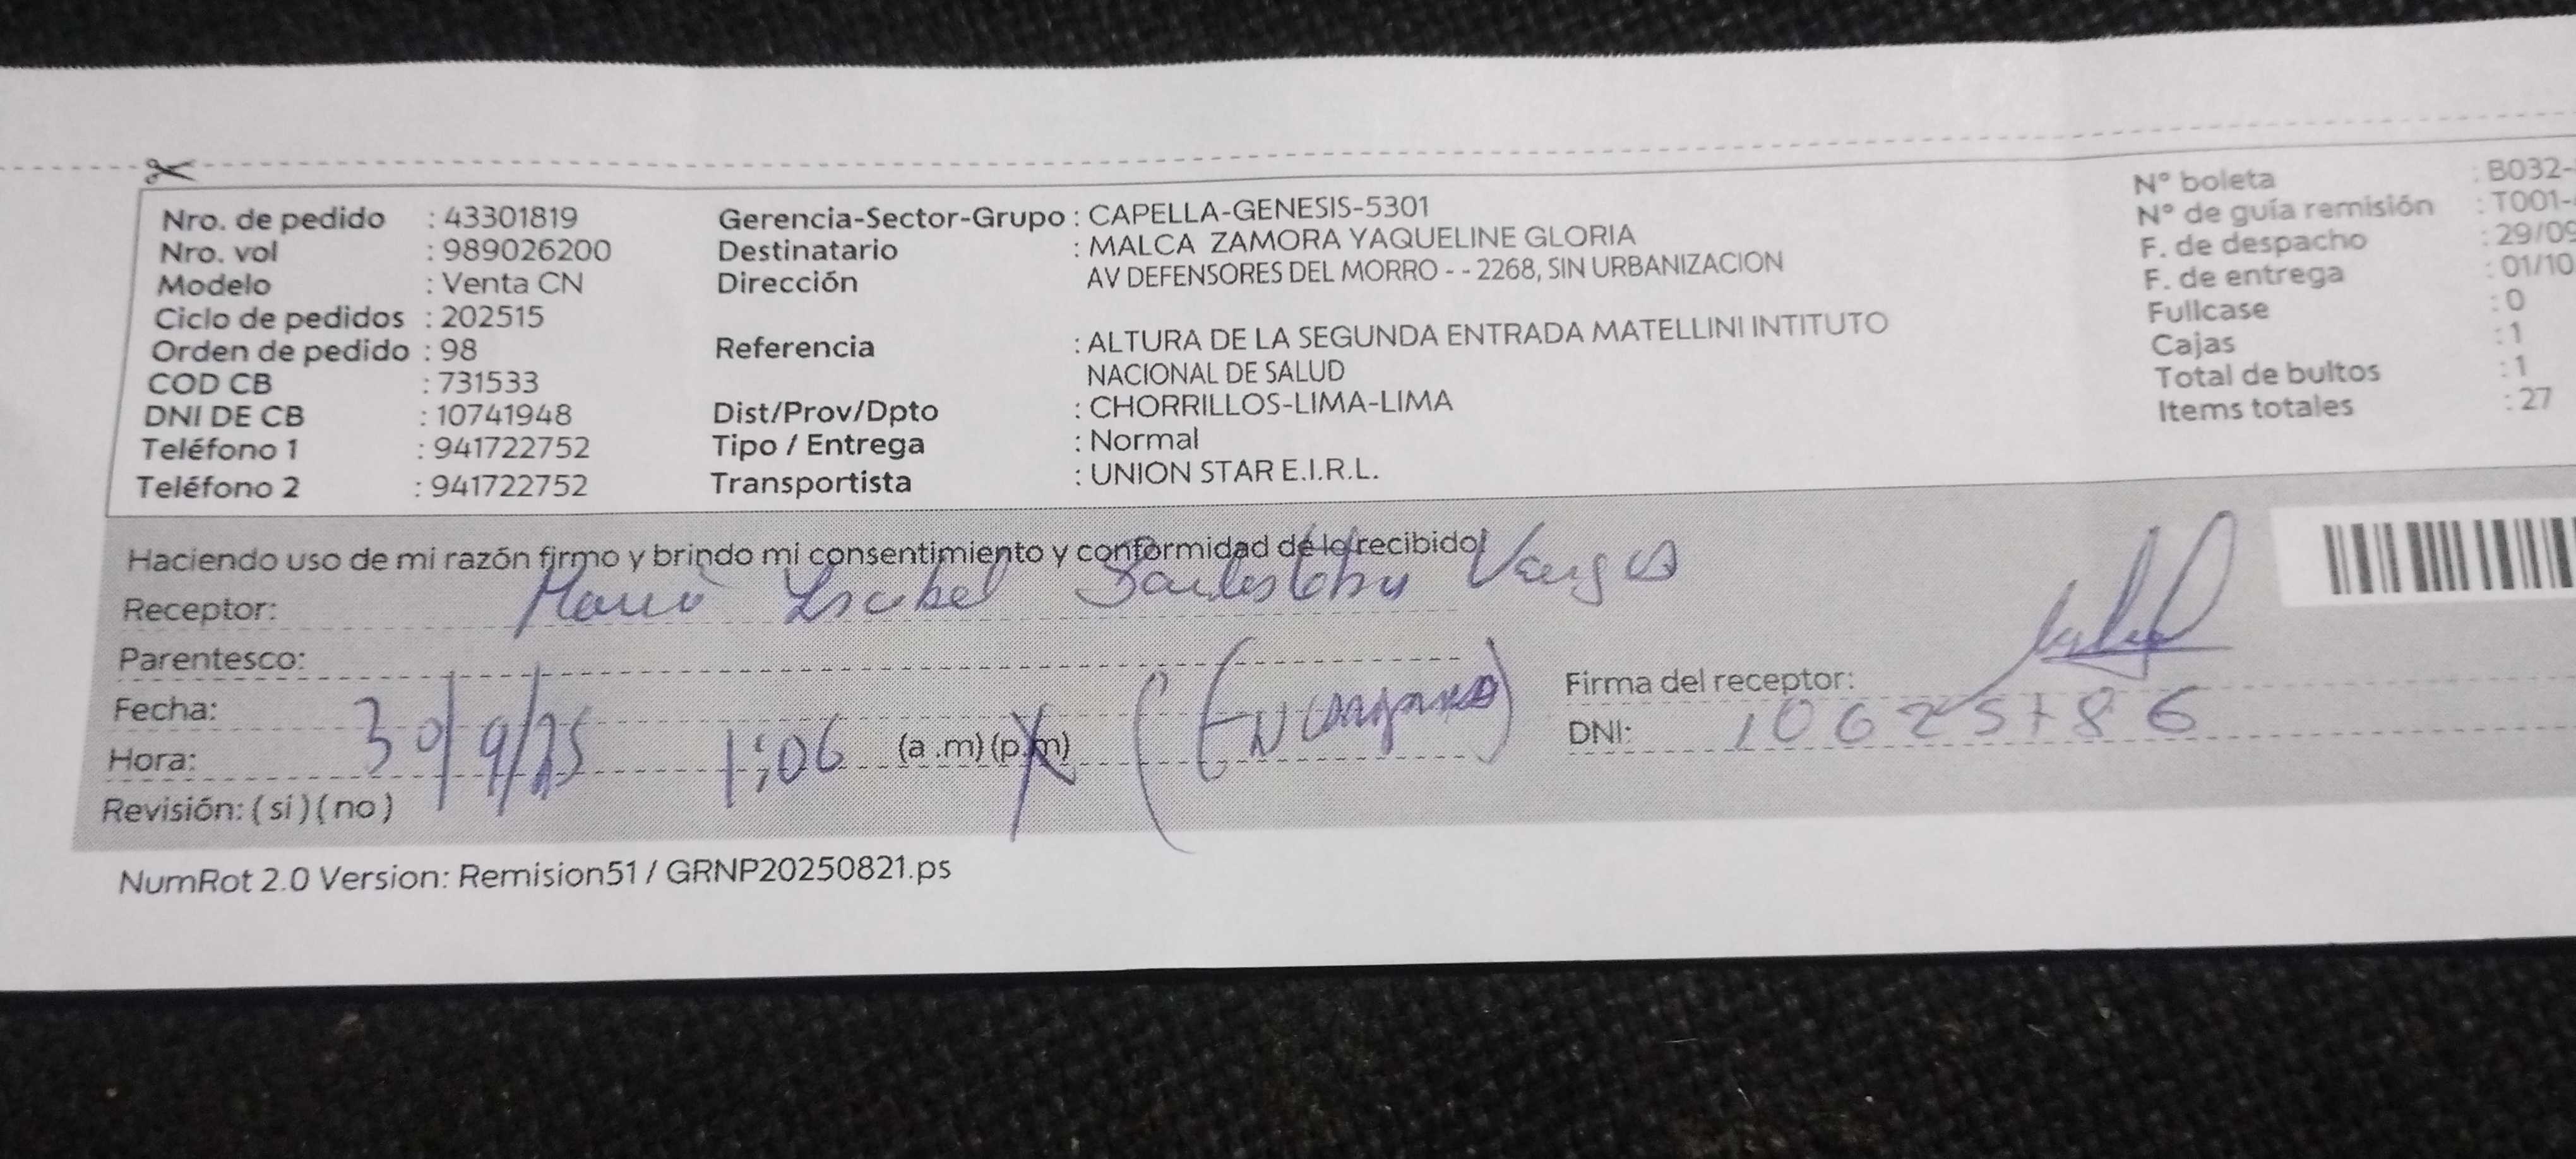 Nro. de pedido : 43301819 Gerencia-Sector-Grupo : CAPELLA-GENESIS-5301 N° boleta : B032-
Nro. vol : 989026200 Destinatario : MALCA ZAMORA YAQUELINE GLORIA N° de guía remisión : T001-
Modelo : Venta CN Dirección AV DEFENSORES DEL MORRO - - 2268, SIN URBANIZACION F. de despacho : 29/09
Ciclo de pedidos : 202515 F. de entrega : 01/10
Orden de pedido : 98 Referencia : ALTURA DE LA SEGUNDA ENTRADA MATELLINI INTITUTO Fullcase : 0
COD CB : 731533 NACIONAL DE SALUD Cajas : 1
DNI DE CB : 10741948 Dist/Prov/Dpto : CHORRILLOS-LIMA-LIMA Total de bultos : 1
Teléfono 1 : 941722752 Tipo / Entrega : Normal Items totales : 27
Teléfono 2 : 941722752 Transportista : UNION STAR E.I.R.L.
Haciendo uso de mi razón firmo y brindo mi consentimiento y conformidad de lo recibido
Receptor: Maria Isabel Vargas
Parentesco:
Firma del receptor:
Fecha: 30/9/25 (Encargada)
DNI:
Hora: 1:06 (a .m) (p.m)
Revisión: ( si ) ( no )
NumRot 2.0 Version: Remision51 / GRNP20250821.ps